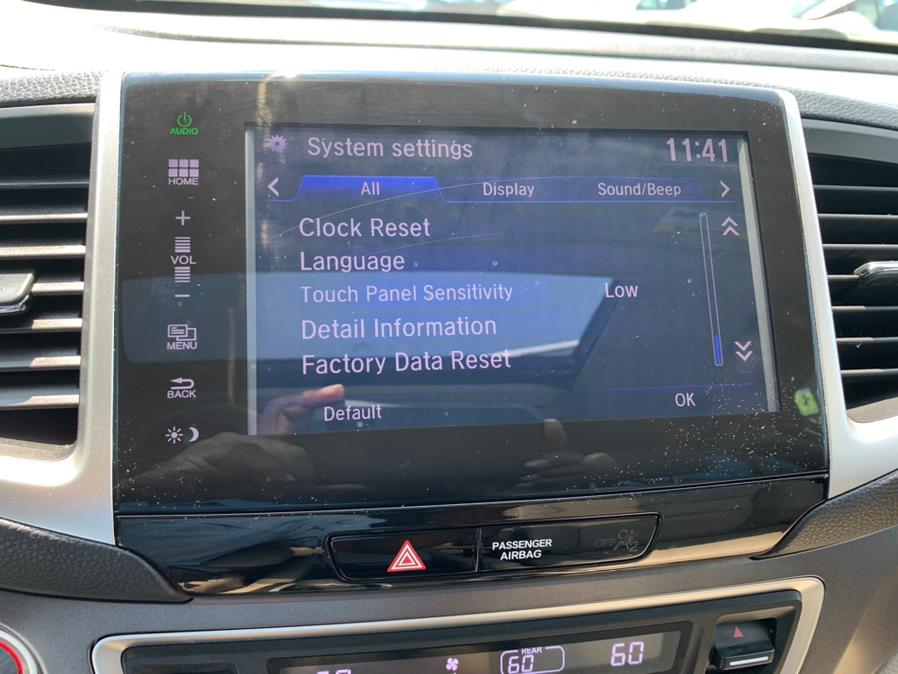 AUDIO
System settings
11:41
HOME
All
Display
Sound/Beep
+
VOL
−
Clock Reset
Language
Touch Panel Sensitivity
Low
MENU
Detail Information
Factory Data Reset
BACK
Default
OK
PASSENGER
AIRBAG
OFF
2
REAR
60
60